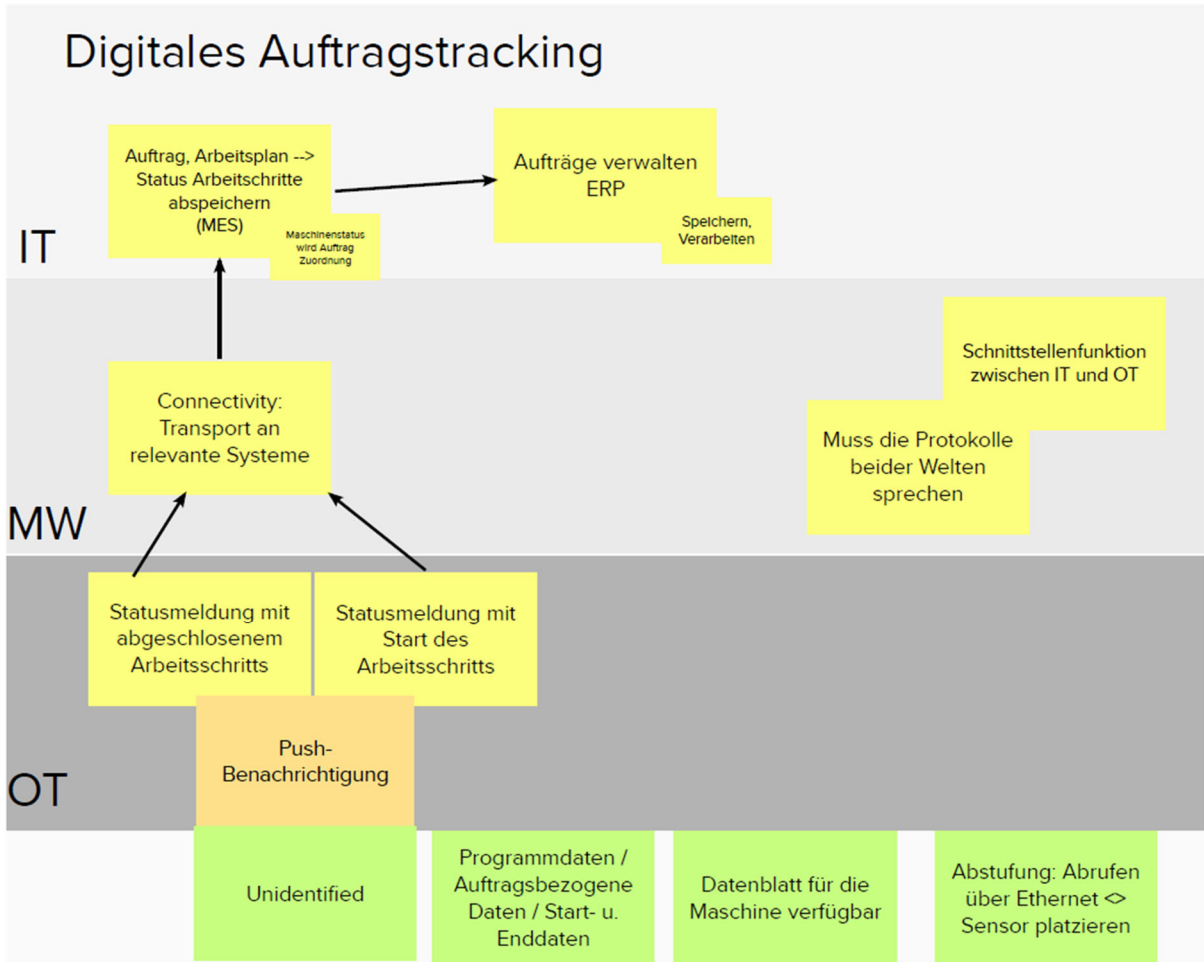 Digitales Auftragstracking
Auftrag, Arbeitsplan -->
Status Arbeitschritte
abspeichern
(MES)
Maschinenstatus
wird Auftrag
Zuordnung
Aufträge verwalten
ERP
Speichern,
Verarbeiten
IT
Connectivity:
Transport an
relevante Systeme
Schnittstellenfunktion
zwischen IT und OT
Muss die Protokolle
beider Welten
sprechen
MW
Statusmeldung mit
abgeschlosenem
Arbeitsschritts
Statusmeldung mit
Start des
Arbeitsschritts
Push-
Benachrichtigung
OT
Unidentified
Programmdaten /
Auftragsbezogene
Daten / Start- u.
Enddaten
Datenblatt für die
Maschine verfügbar
Abstufung: Abrufen
über Ethernet <>
Sensor platzieren